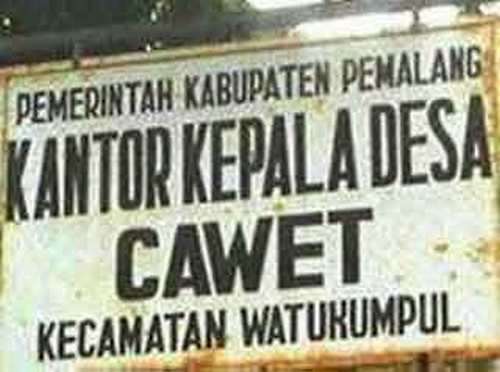 PEMERINTAH KABUPATEN PEMALANG
KANTOR KEPALA DESA
CAWET
KECAMATAN WATUKUMPUL